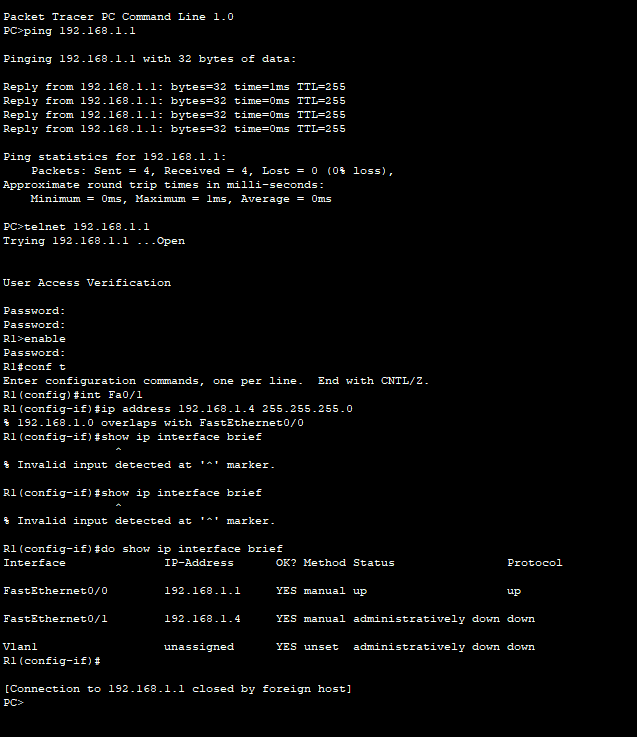 Packet Tracer PC Command Line 1.0
PC>ping 192.168.1.1
Pinging 192.168.1.1 with 32 bytes of data:
Reply from 192.168.1.1: bytes=32 time=1ms TTL=255
Reply from 192.168.1.1: bytes=32 time=0ms TTL=255
Reply from 192.168.1.1: bytes=32 time=0ms TTL=255
Reply from 192.168.1.1: bytes=32 time=0ms TTL=255
Ping statistics for 192.168.1.1:
    Packets: Sent = 4, Received = 4, Lost = 0 (0% loss),
Approximate round trip times in milli-seconds:
    Minimum = 0ms, Maximum = 1ms, Average = 0ms
PC>telnet 192.168.1.1
Trying 192.168.1.1 ...Open
User Access Verification
Password:
Password:
R1>enable
Password:
R1#conf t
Enter configuration commands, one per line.  End with CNTL/Z.
R1(config)#int Fa0/1
R1(config-if)#ip address 192.168.1.4 255.255.255.0
% 192.168.1.0 overlaps with FastEthernet0/0
R1(config-if)#show ip interface brief
                ^
% Invalid input detected at '^' marker.
R1(config-if)#show ip interface brief
                ^
% Invalid input detected at '^' marker.
R1(config-if)#do show ip interface brief
Interface              IP-Address      OK? Method Status                Protocol
FastEthernet0/0        192.168.1.1     YES manual up                    up
FastEthernet0/1        192.168.1.4     YES manual administratively down down
Vlan1                  unassigned      YES unset  administratively down down
R1(config-if)#
[Connection to 192.168.1.1 closed by foreign host]
PC>